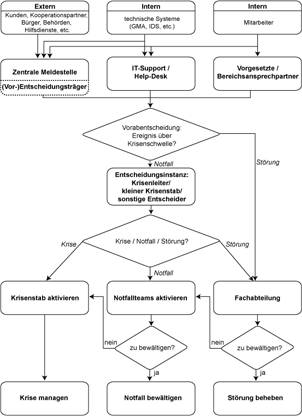 Extern
Kunden, Kooperationspartner,
Bürger, Behörden,
Hilfsdienste, etc.
Intern
technische Systeme
(GMA, IDS, etc.)
Intern
Mitarbeiter
Zentrale Meldestelle
(Vor-)Entscheidungsträger
IT-Support /
Help-Desk
Vorgesetzte /
Bereichsansprechpartner
Vorabentscheidung:
Ereignis über
Krisenschwelle?
Notfall
Störung
Entscheidungsinstanz:
Krisenleiter/
kleiner Krisenstab/
sonstige Entscheider
Krise / Notfall / Störung?
Krise
Störung
Notfall
Krisenstab aktivieren
Notfallteams aktivieren
Fachabteilung
nein
zu bewältigen?
nein
zu bewältigen?
ja
ja
Krise managen
Notfall bewältigen
Störung beheben